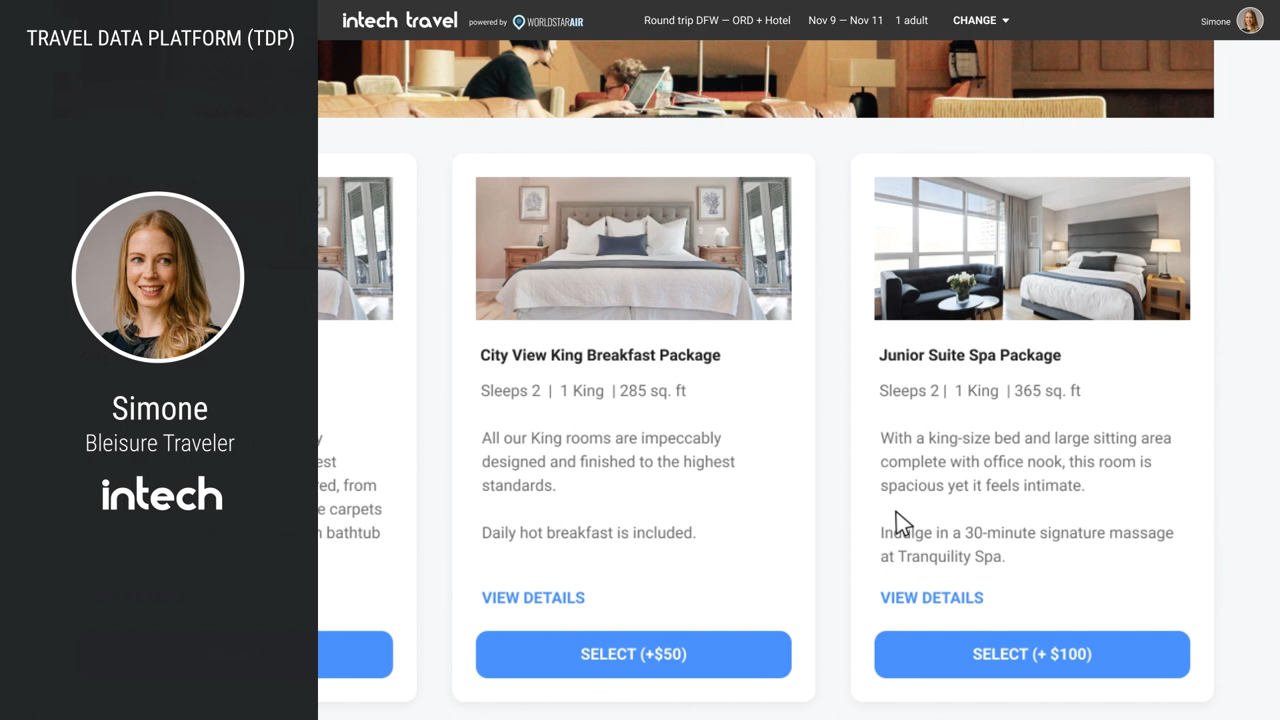 TRAVEL DATA PLATFORM (TDP)
intech travel powered by WORLDSTARAIR
Round trip DFW — ORD + Hotel Nov 9 — Nov 11 1 adult CHANGE
Simone
Simone
Bleisure Traveler
intech
y
est
red, from
e carpets
bathtub
City View King Breakfast Package
Sleeps 2 | 1 King | 285 sq. ft
All our King rooms are impeccably
designed and finished to the highest
standards.
Daily hot breakfast is included.
VIEW DETAILS
SELECT (+$50)
Junior Suite Spa Package
Sleeps 2 | 1 King | 365 sq. ft
With a king-size bed and large sitting area
complete with office nook, this room is
spacious yet it feels intimate.
Indulge in a 30-minute signature massage
at Tranquility Spa.
VIEW DETAILS
SELECT (+ $100)